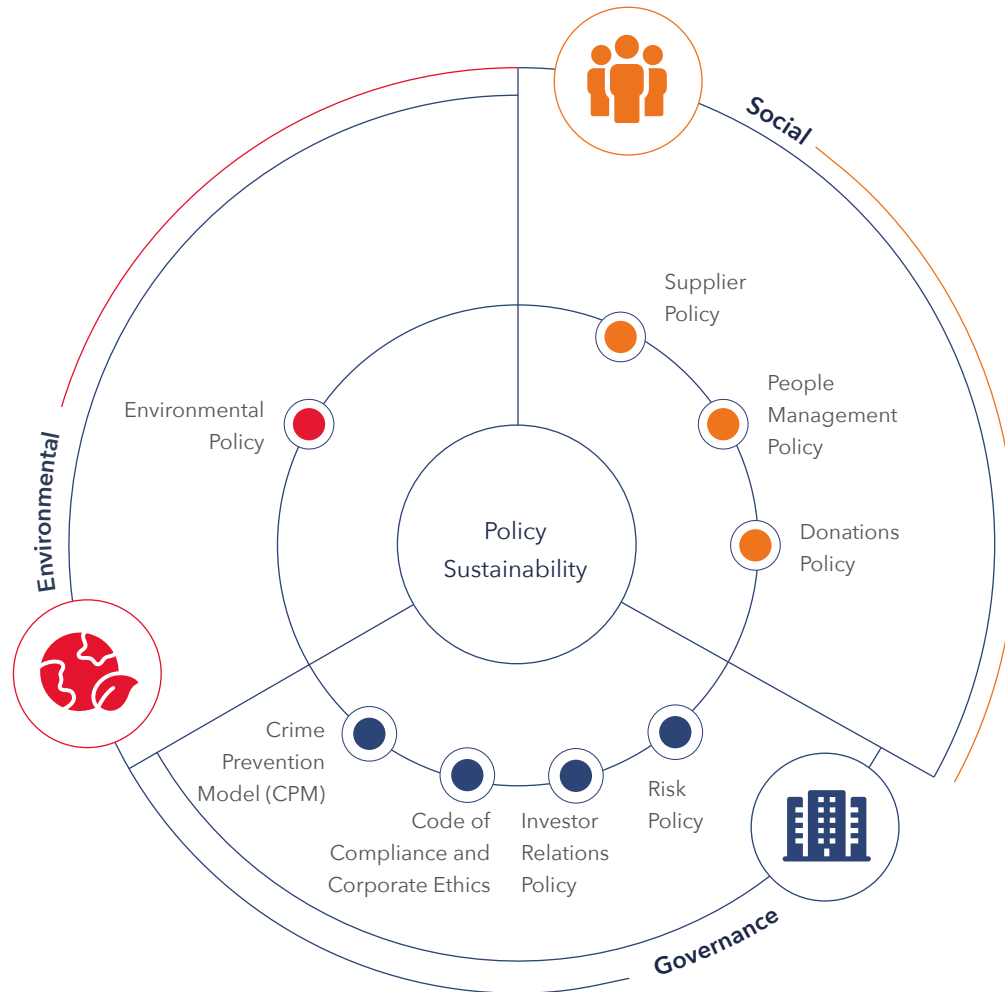 Social
Supplier
Policy
People
Management
Policy
Environmental
Policy
Donations
Policy
Environmental
Policy
Sustainability
Crime
Prevention
Model (CPM)
Code of
Compliance and
Corporate Ethics
Investor
Relations
Policy
Risk
Policy
Governance